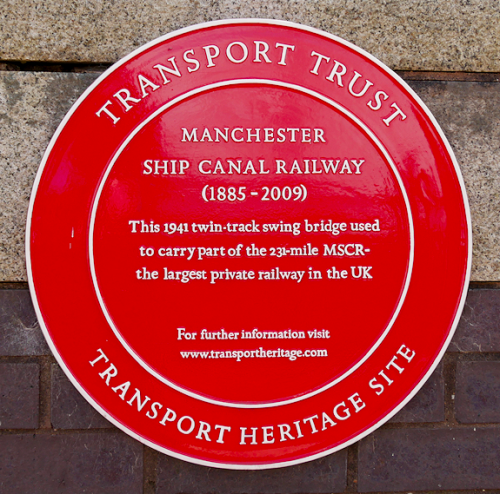 TRANSPORT TRUST
MANCHESTER
SHIP CANAL RAILWAY
(1885 - 2009)
This 1941 twin-track swing bridge used
to carry part of the 231-mile MSCR-
the largest private railway in the UK
For further information visit
www.transportheritage.com
TRANSPORT HERITAGE SITE